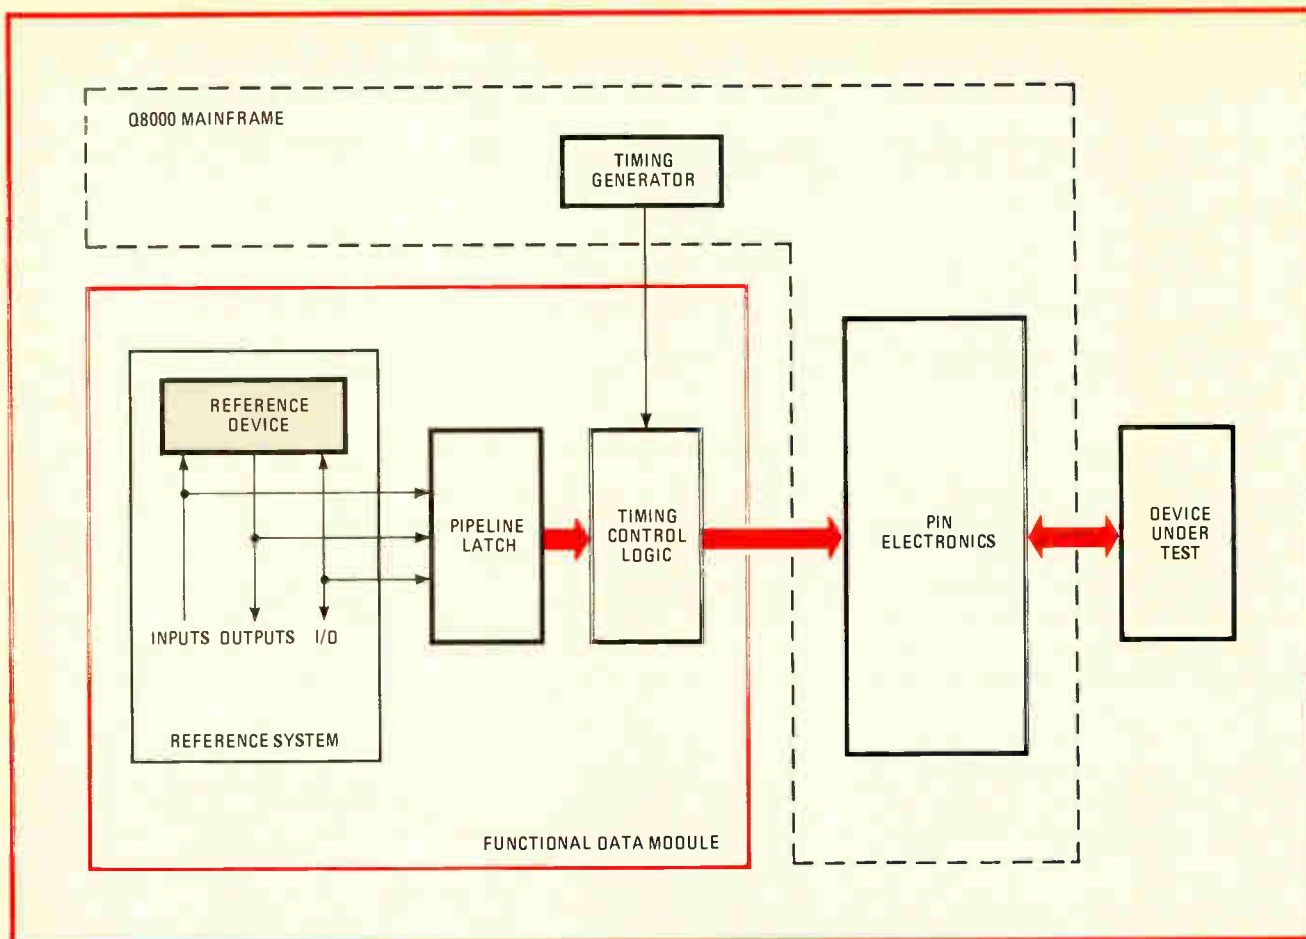 Q8000 MAINFRAME
TIMING
GENERATOR
REFERENCE
DEVICE
PIPELINE
LATCH
TIMING
CONTROL
LOGIC
PIN
ELECTRONICS
DEVICE
UNDER
TEST
INPUTS OUTPUTS I/O
REFERENCE SYSTEM
FUNCTIONAL DATA MODULE